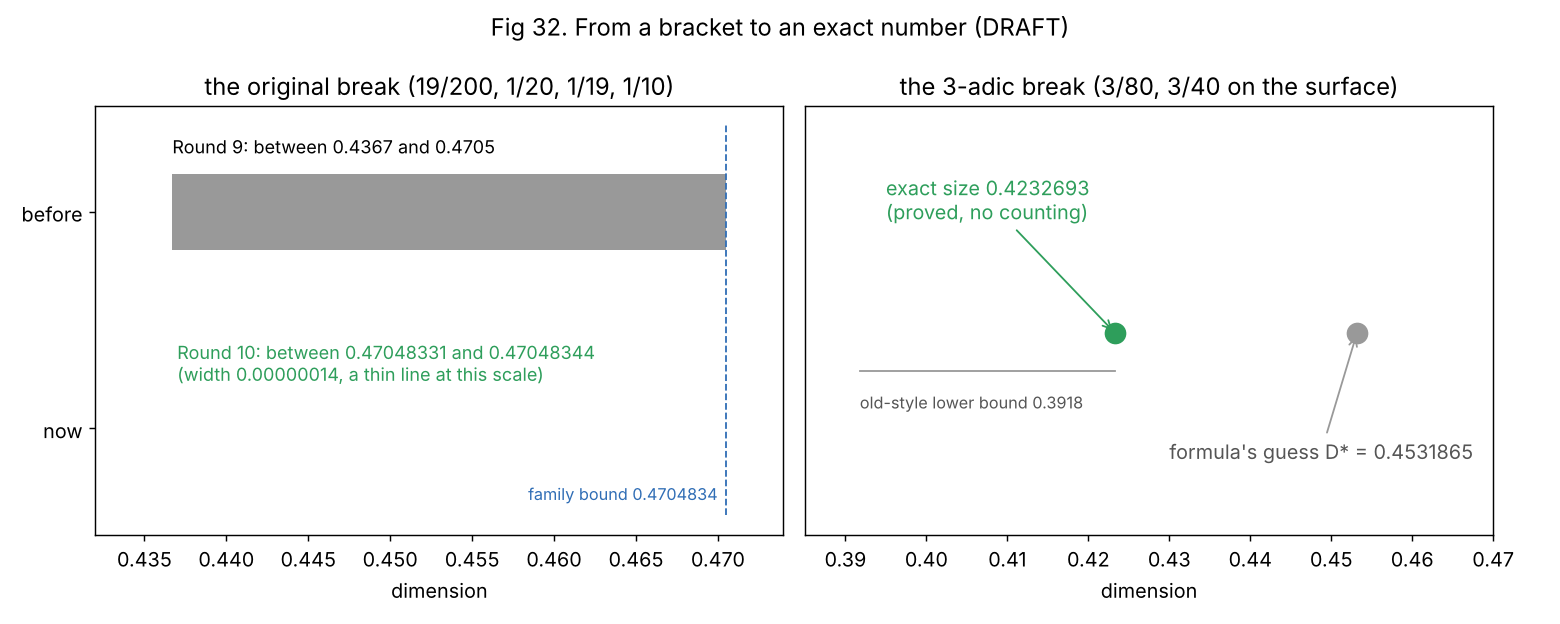 Fig 32. From a bracket to an exact number (DRAFT)
the original break (19/200, 1/20, 1/19, 1/10)
Round 9: between 0.4367 and 0.4705
before
Round 10: between 0.47048331 and 0.47048344
(width 0.00000014, a thin line at this scale)
now
family bound 0.4704834
0.435 0.440 0.445 0.450 0.455 0.460 0.465 0.470
dimension
the 3-adic break (3/80, 3/40 on the surface)
exact size 0.4232693
(proved, no counting)
old-style lower bound 0.3918
formula's guess D* = 0.4531865
0.39 0.40 0.41 0.42 0.43 0.44 0.45 0.46 0.47
dimension